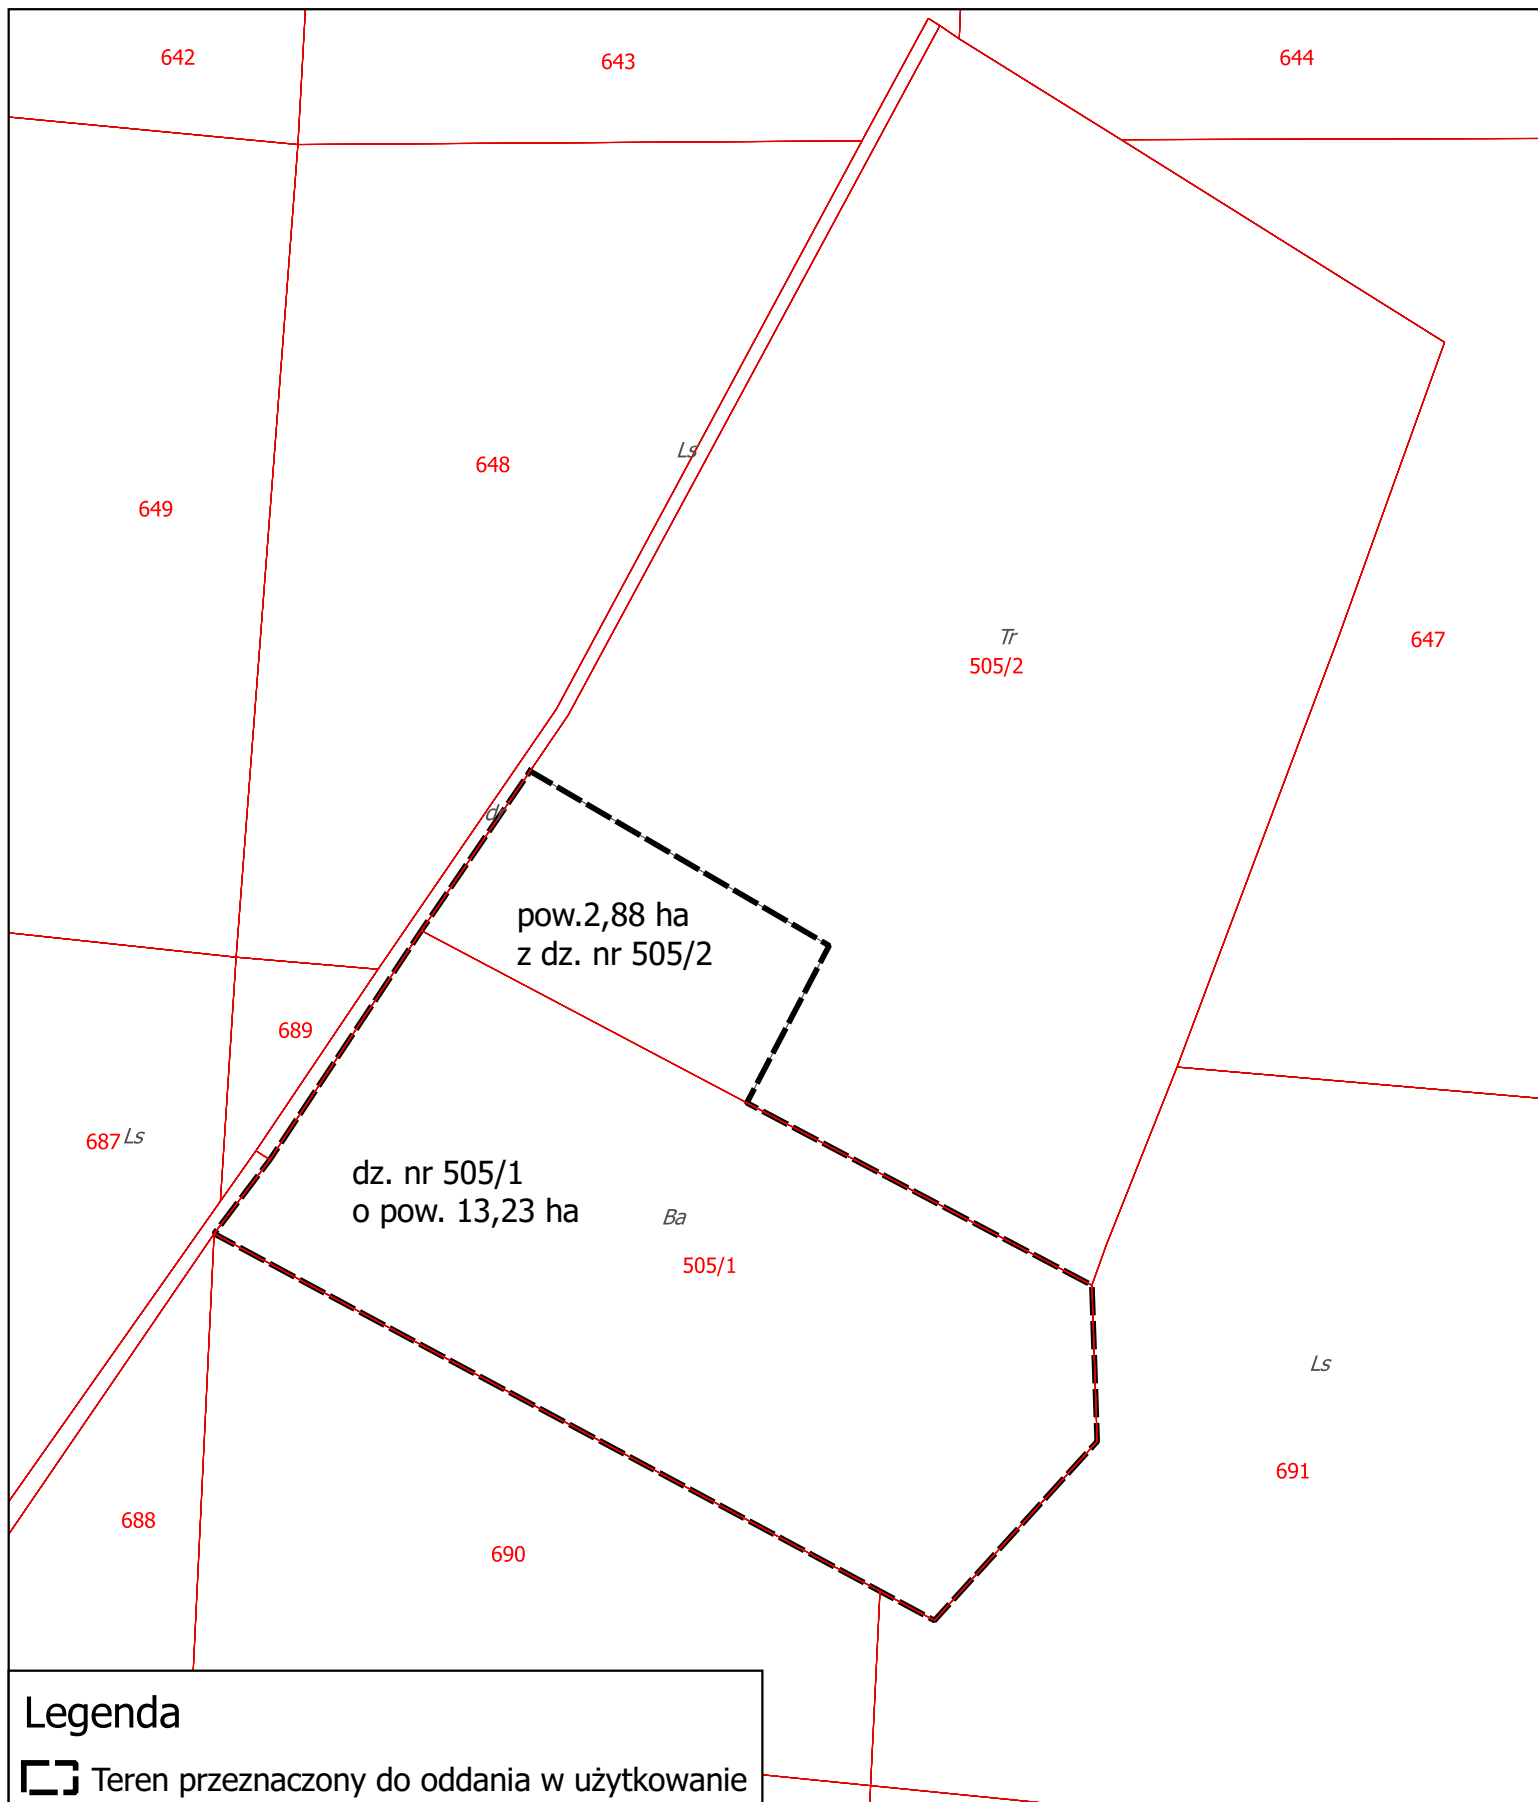 642
643
644
Ls
648
649
Tr
647
505/2
pow.2,88 ha
z dz. nr 505/2
689
687 Ls
dz. nr 505/1
o pow. 13,23 ha
Ba
505/1
Ls
691
688
690
Legenda
Teren przeznaczony do oddania w użytkowanie